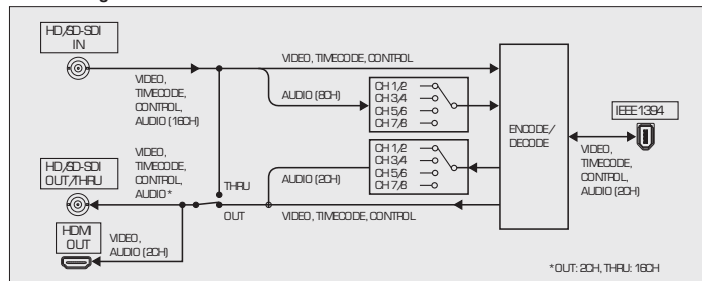 HD/SD-SDI
IN
VIDEO, TIMECODE, CONTROL
VIDEO,
TIMECODE,
CONTROL,
AUDIO (16CH)
AUDIO (8CH)
CH 1/2
CH 3/4
CH 5/6
CH 7/8
ENCODE/
DECODE
IEEE1394
VIDEO,
TIMECODE,
CONTROL,
AUDIO (2CH)
HD/SD-SDI
OUT/THRU
VIDEO,
TIMECODE,
CONTROL,
AUDIO *
THRU
OUT
AUDIO (2CH)
CH 1/2
CH 3/4
CH 5/6
CH 7/8
VIDEO, TIMECODE, CONTROL
HDMI
OUT
VIDEO,
AUDIO (2CH)
*OUT: 2CH, THRU: 16CH